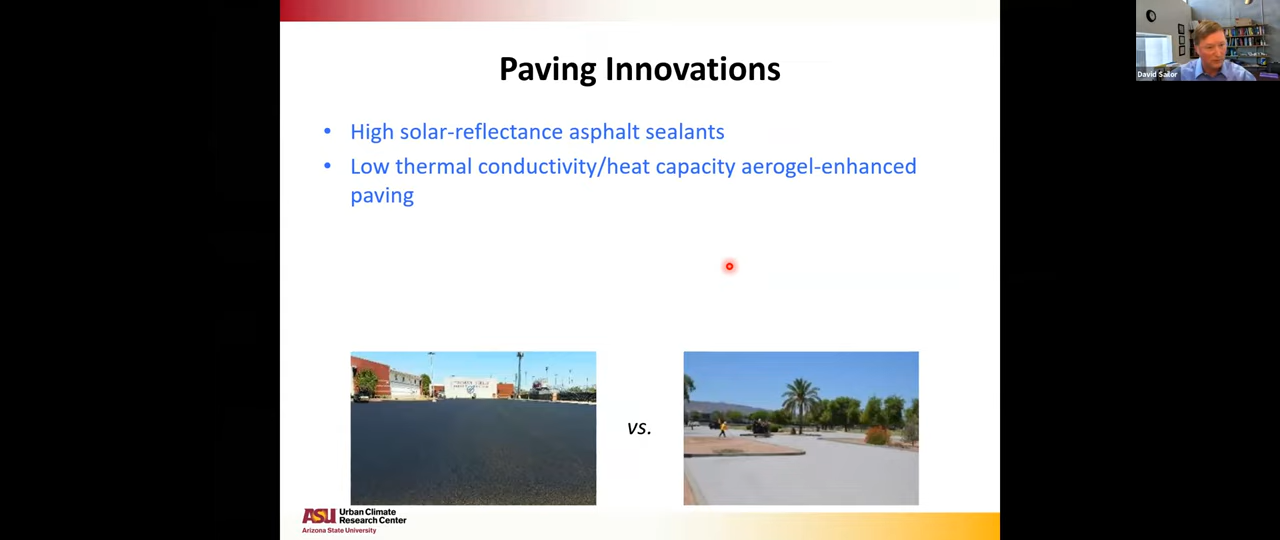 Paving Innovations
David Sailor
• High solar-reflectance asphalt sealants
• Low thermal conductivity/heat capacity aerogel-enhanced
paving
vs.
ASU Urban Climate
Research Center
Arizona State University